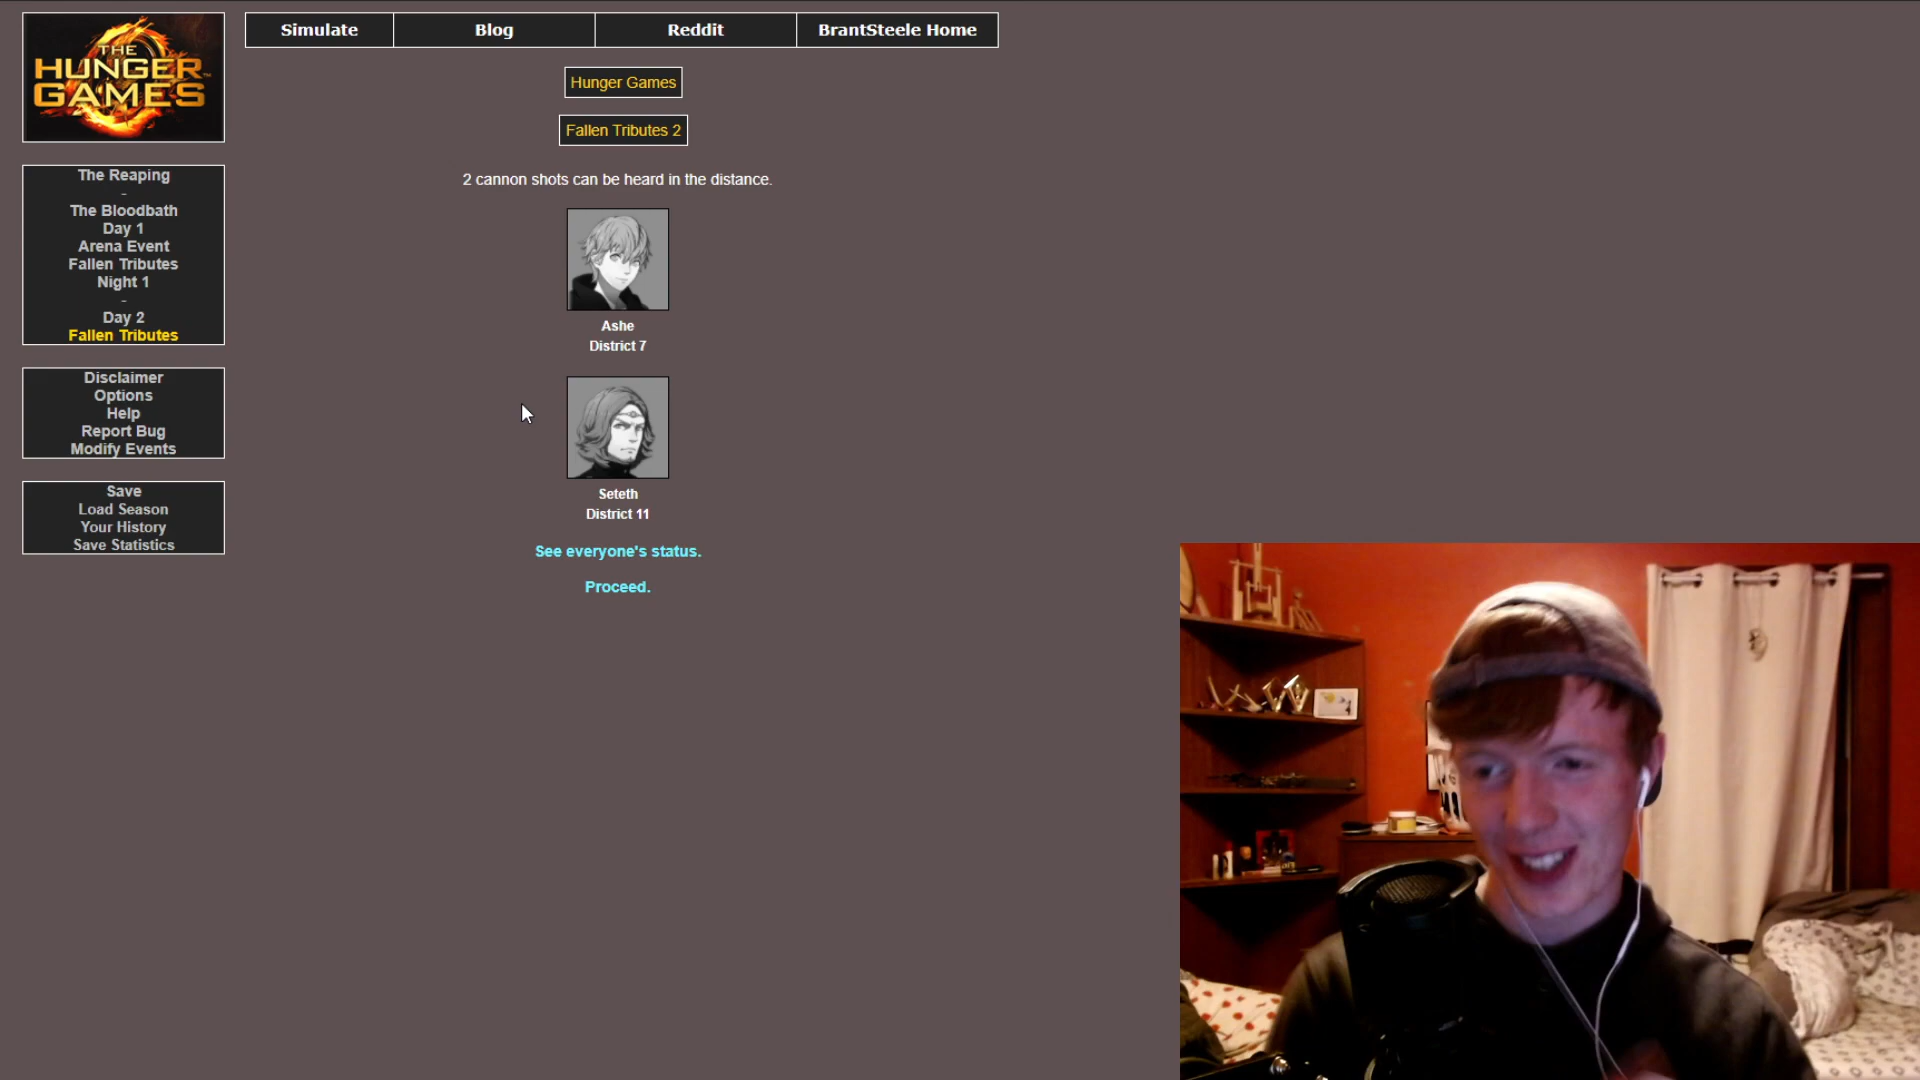 THE
HUNGER
GAMES
Simulate
Blog
Reddit
BrantSteele Home
Hunger Games
Fallen Tributes 2
The Reaping
-
The Bloodbath
Day 1
Arena Event
Fallen Tributes
Night 1
-
Day 2
Fallen Tributes
Disclaimer
Options
Help
Report Bug
Modify Events
Save
Load Season
Your History
Save Statistics
2 cannon shots can be heard in the distance.
Ashe
District 7
Seteth
District 11
See everyone's status.
Proceed.